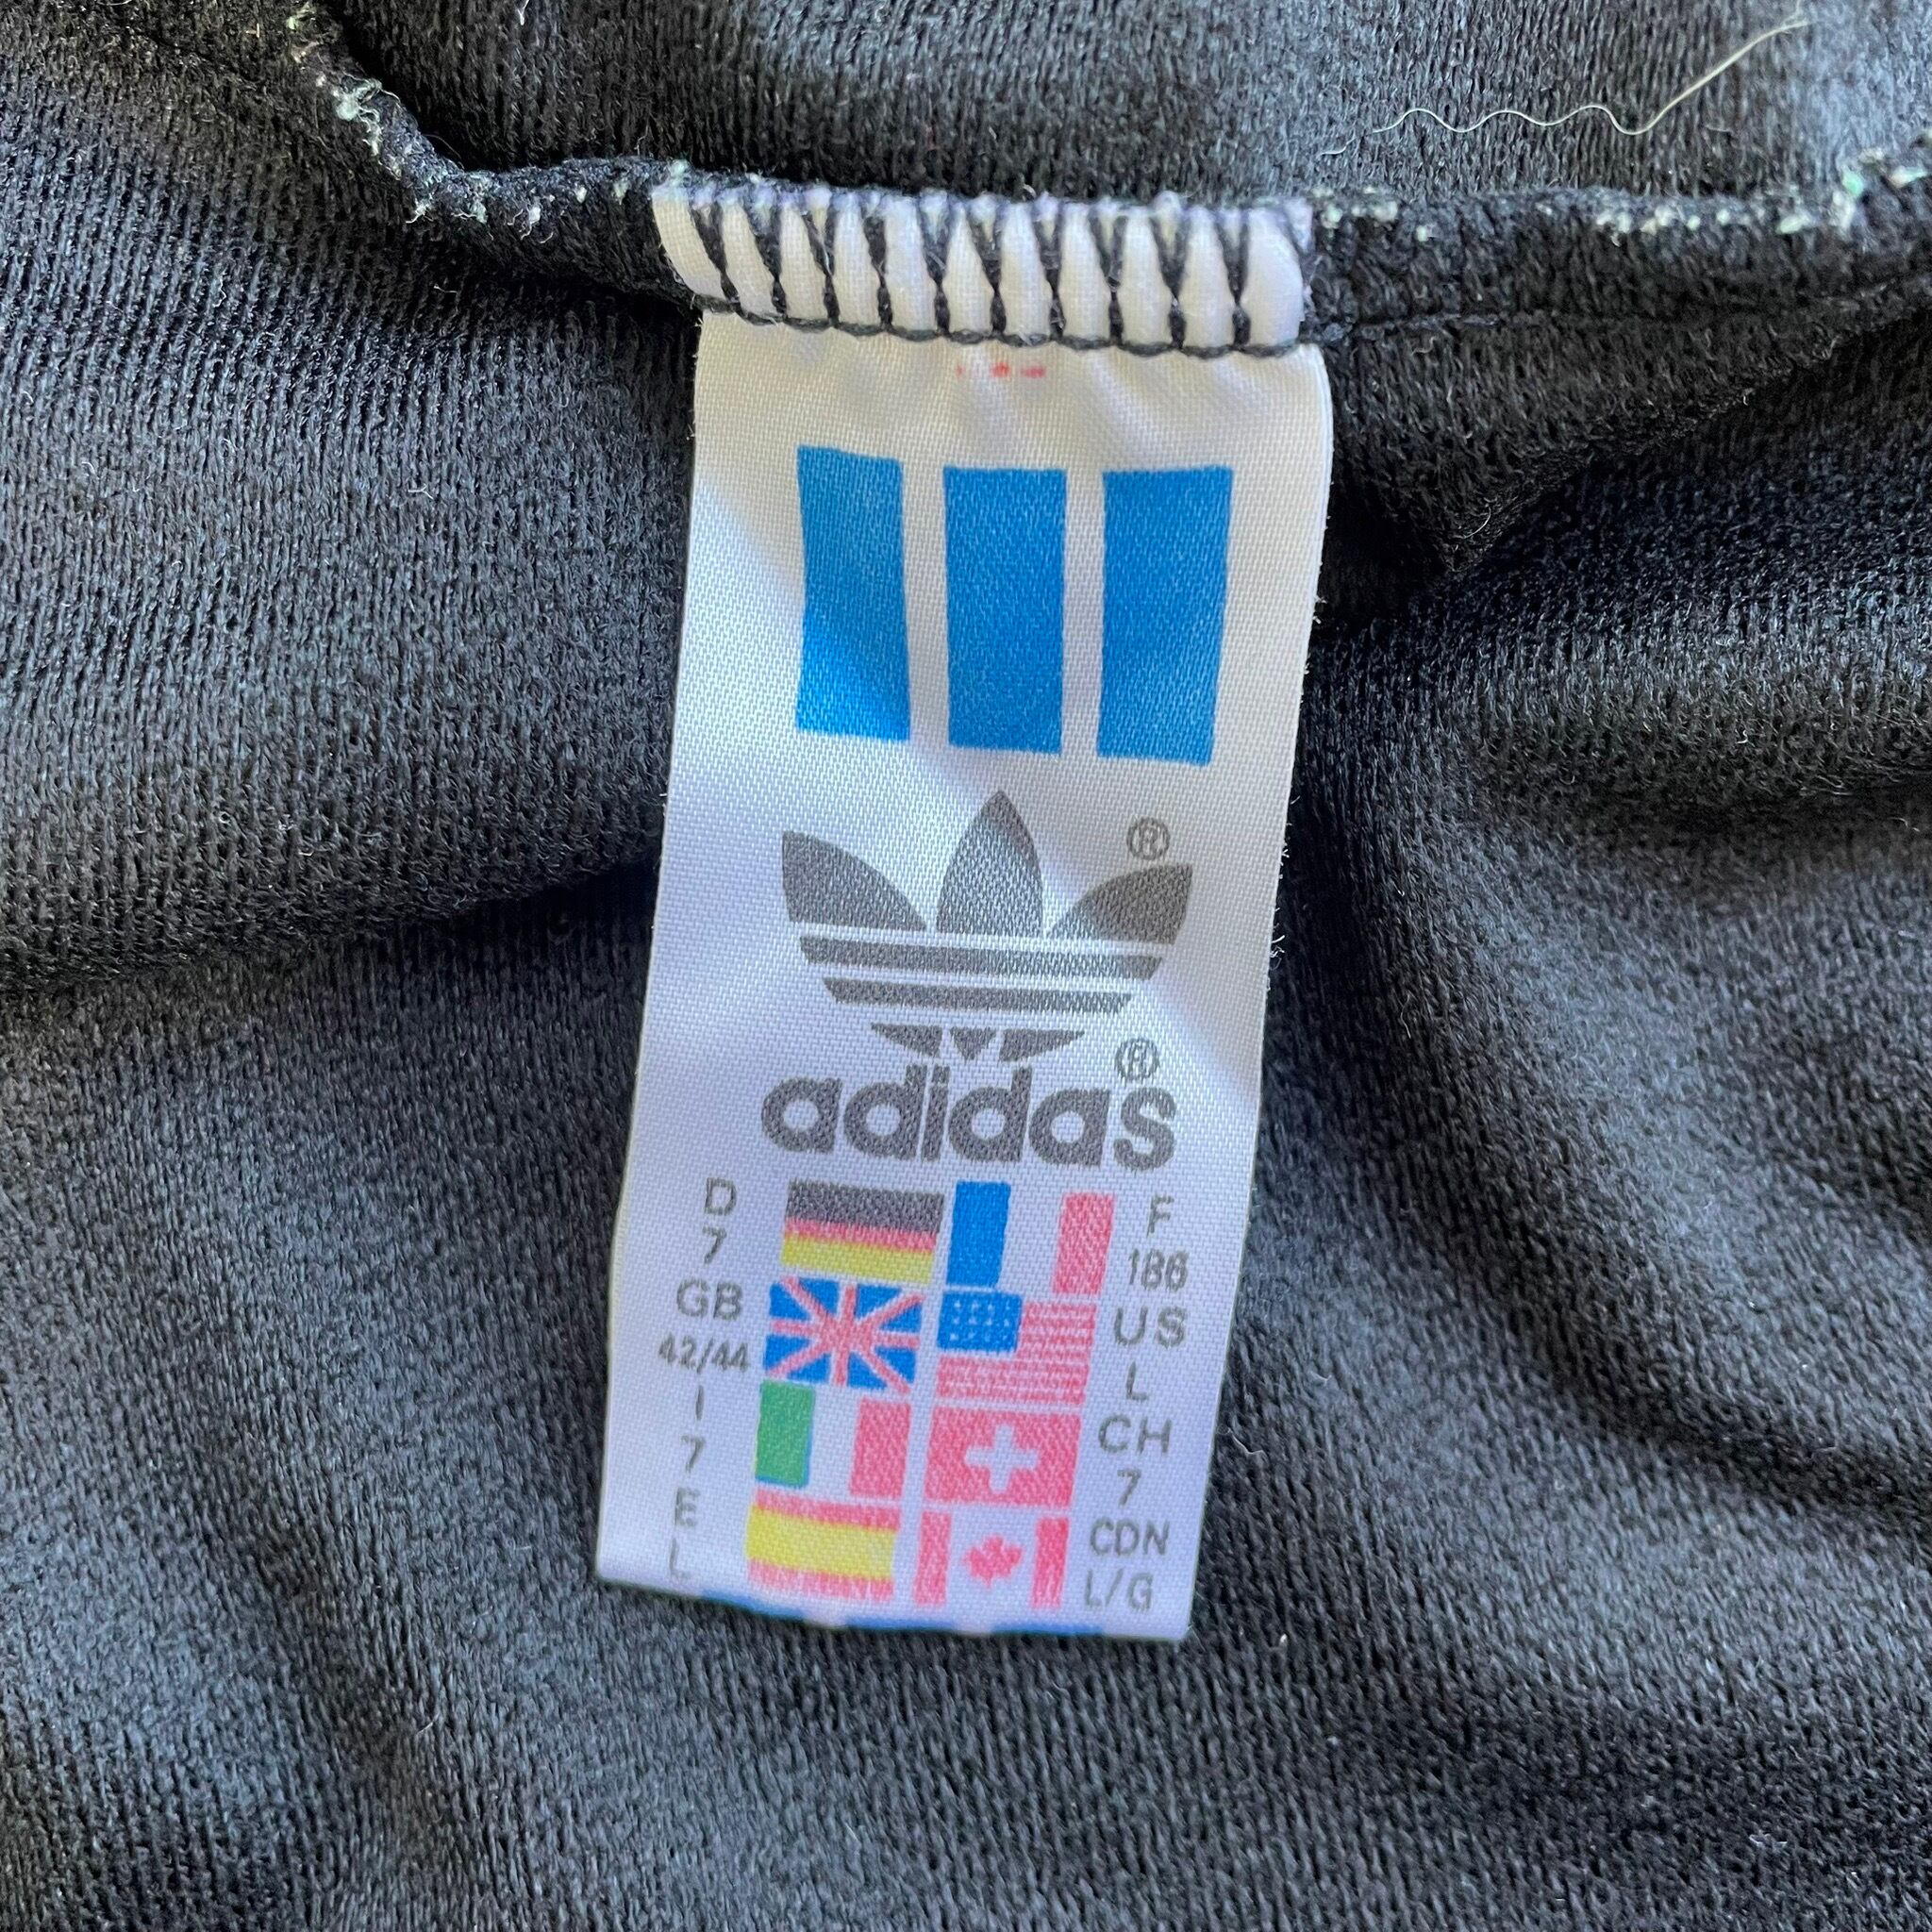 ®
®
adidas
D F
7 186
GB US
42/44 L
I CH
7 7
E CDN
L L/G